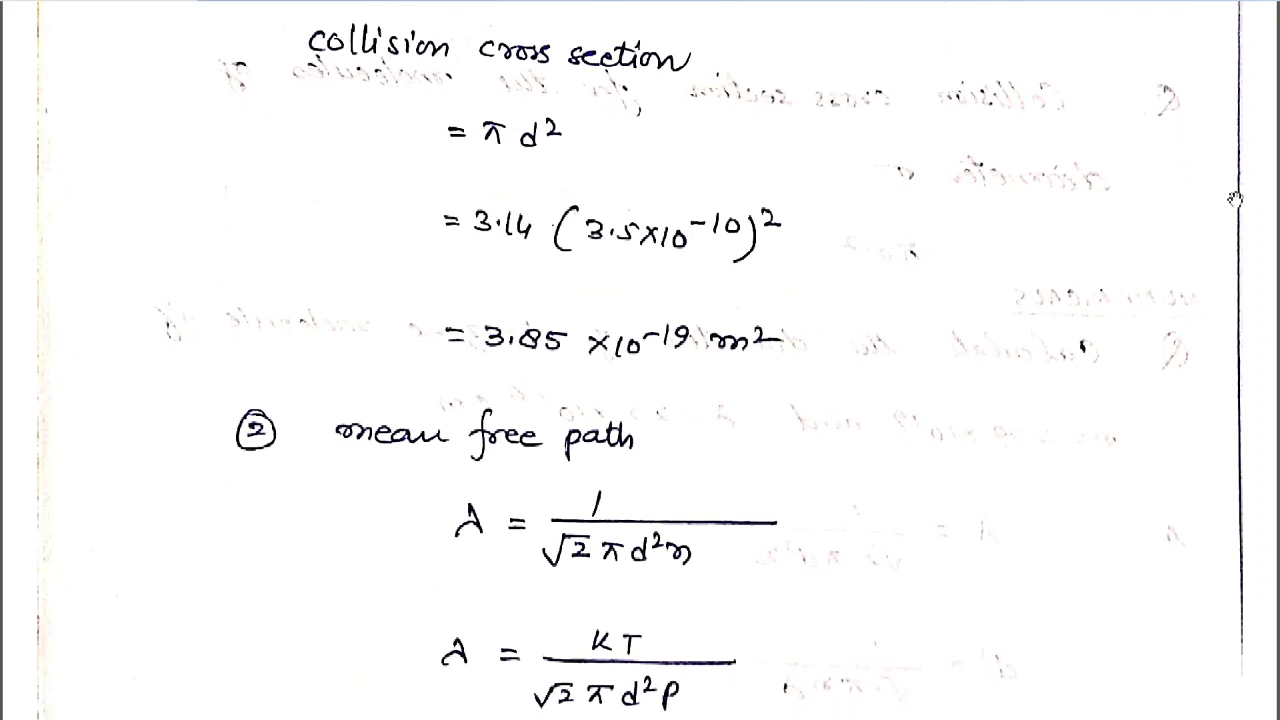 collision cross section
= π d²
= 3.14 (3.5×10⁻¹⁰)²
= 3.85 ×10⁻¹⁹ m²
② mean free path
λ = 1 / √2 π d² n
λ = KT / √2 π d² P